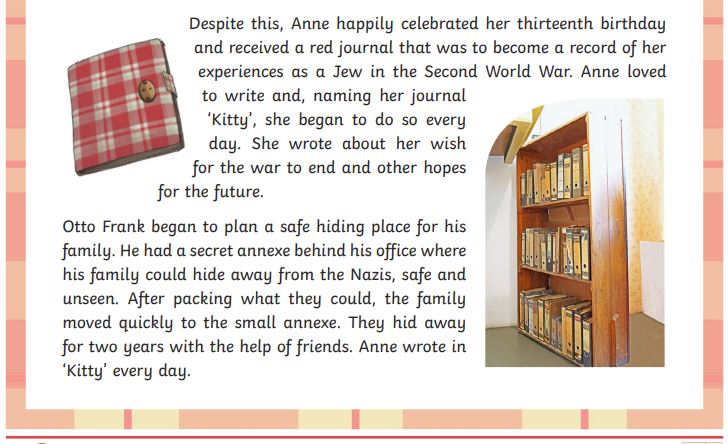 Despite this, Anne happily celebrated her thirteenth birthday
and received a red journal that was to become a record of her
experiences as a Jew in the Second World War. Anne loved
to write and, naming her journal
‘Kitty’, she began to do so every
day. She wrote about her wish
for the war to end and other hopes
for the future.
Otto Frank began to plan a safe hiding place for his
family. He had a secret annexe behind his office where
his family could hide away from the Nazis, safe and
unseen. After packing what they could, the family
moved quickly to the small annexe. They hid away
for two years with the help of friends. Anne wrote in
‘Kitty’ every day.